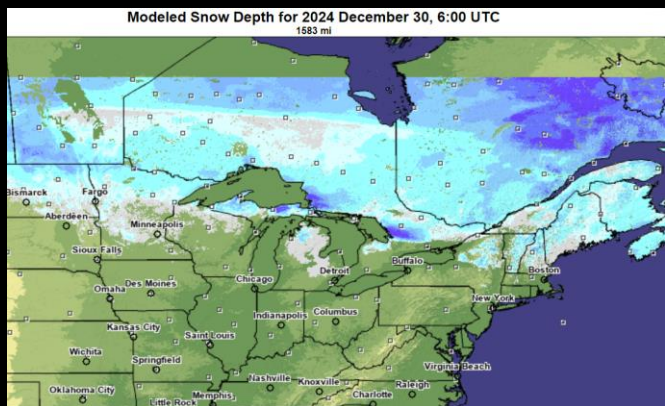 Modeled Snow Depth for 2024 December 30, 6:00 UTC
1583 mi
Bismarck
Fargo
Aberdeen
Minneapolis
Sioux Falls
Buffalo
Detroit
Boston
Chicago
Des Moines
Omaha
New York
Indianapolis
Columbus
Kansas City
Saint Louis
Wichita
Springfield
Virginia Beach
Nashville
Knoxville
Raleigh
Oklahoma City
Memphis
Charlotte
Little Rock